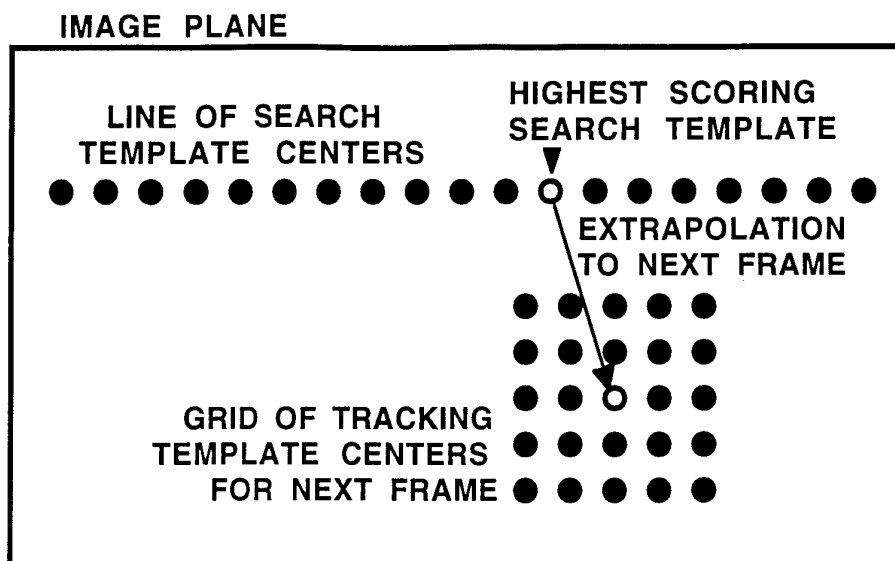 IMAGE PLANE
LINE OF SEARCH
TEMPLATE CENTERS
HIGHEST SCORING
SEARCH TEMPLATE
EXTRAPOLATION
TO NEXT FRAME
GRID OF TRACKING
TEMPLATE CENTERS
FOR NEXT FRAME